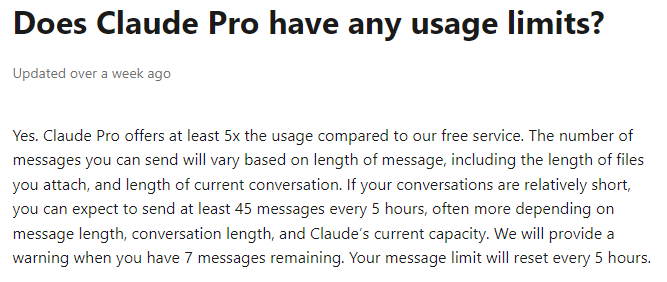 Does Claude Pro have any usage limits?
Updated over a week ago
Yes. Claude Pro offers at least 5x the usage compared to our free service. The number of
messages you can send will vary based on length of message, including the length of files
you attach, and length of current conversation. If your conversations are relatively short,
you can expect to send at least 45 messages every 5 hours, often more depending on
message length, conversation length, and Claude’s current capacity. We will provide a
warning when you have 7 messages remaining. Your message limit will reset every 5 hours.